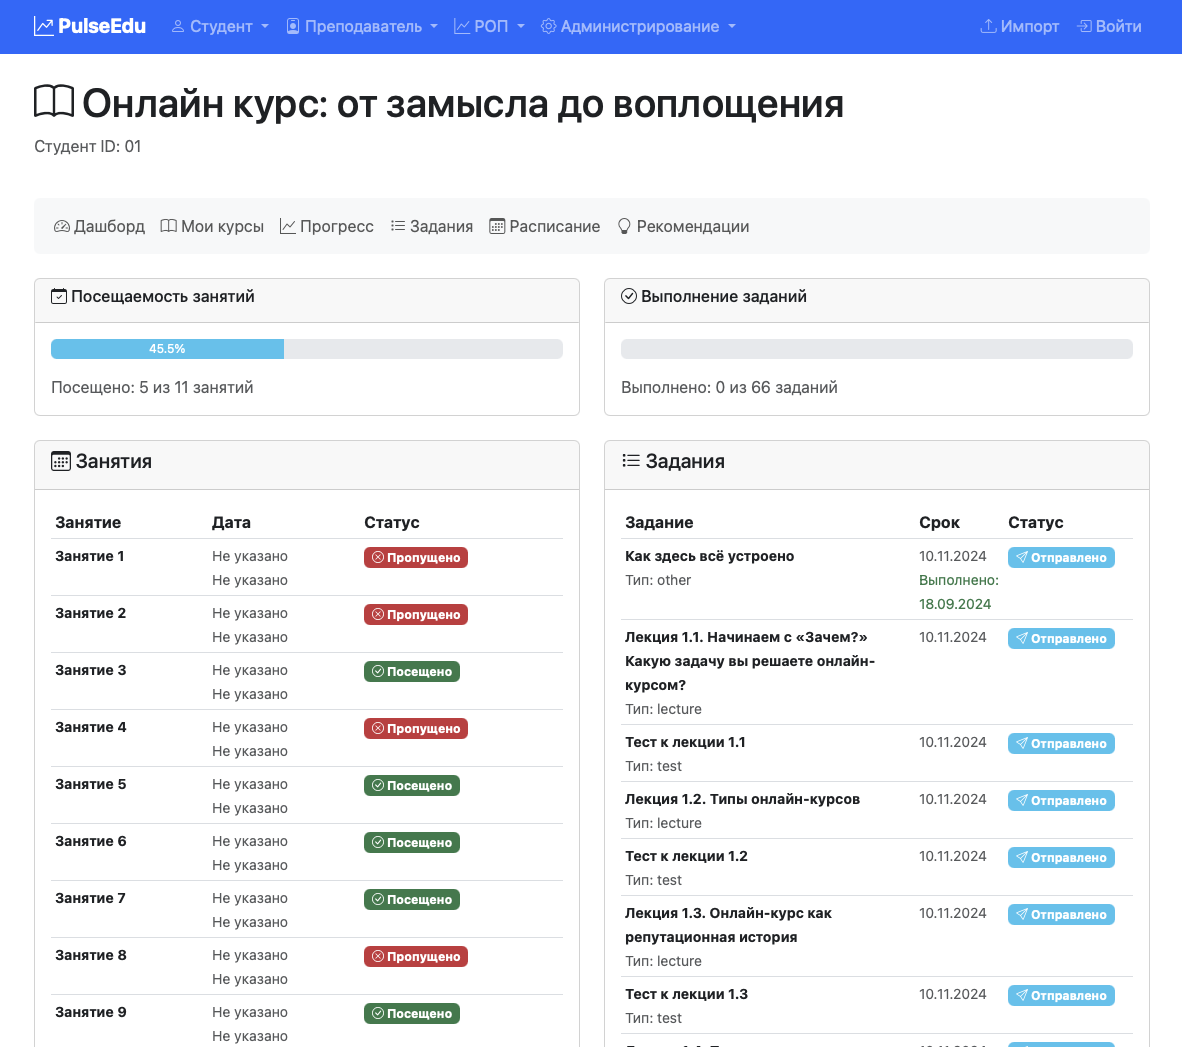 PulseEdu Студент Преподаватель РОП Администрирование Импорт Войти
Онлайн курс: от замысла до воплощения
Студент ID: 01
Дашборд Мои курсы Прогресс Задания Расписание Рекомендации
Посещаемость занятий
45.5%
Посещено: 5 из 11 занятий
Выполнение заданий
Выполнено: 0 из 66 заданий
Занятия
Занятие Дата Статус
Занятие 1 Не указано Пропущено
Не указано
Занятие 2 Не указано Пропущено
Не указано
Занятие 3 Не указано Посещено
Не указано
Занятие 4 Не указано Пропущено
Не указано
Занятие 5 Не указано Посещено
Не указано
Занятие 6 Не указано Посещено
Не указано
Занятие 7 Не указано Посещено
Не указано
Занятие 8 Не указано Пропущено
Не указано
Занятие 9 Не указано Посещено
Не указано
Задания
Задание Срок Статус
Как здесь всё устроено 10.11.2024 Отправлено
Тип: other Выполнено:
18.09.2024
Лекция 1.1. Начинаем с «Зачем?» 10.11.2024 Отправлено
Какую задачу вы решаете онлайн-
курсом?
Тип: lecture
Тест к лекции 1.1 10.11.2024 Отправлено
Тип: test
Лекция 1.2. Типы онлайн-курсов 10.11.2024 Отправлено
Тип: lecture
Тест к лекции 1.2 10.11.2024 Отправлено
Тип: test
Лекция 1.3. Онлайн-курс как 10.11.2024 Отправлено
репутационная история
Тип: lecture
Тест к лекции 1.3 10.11.2024 Отправлено
Тип: test